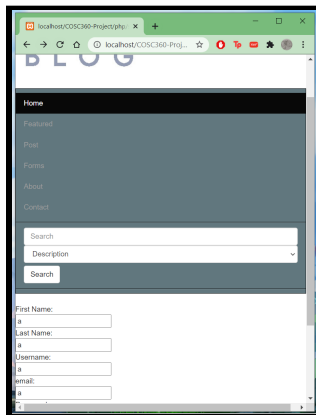 localhost/COSC360-Project/php
localhost/COSC360-Proj...
BLOG
Home
Featured
Post
Forms
About
Contact
Search
Description
Search
First Name:
a
Last Name:
a
Username:
a
email:
a